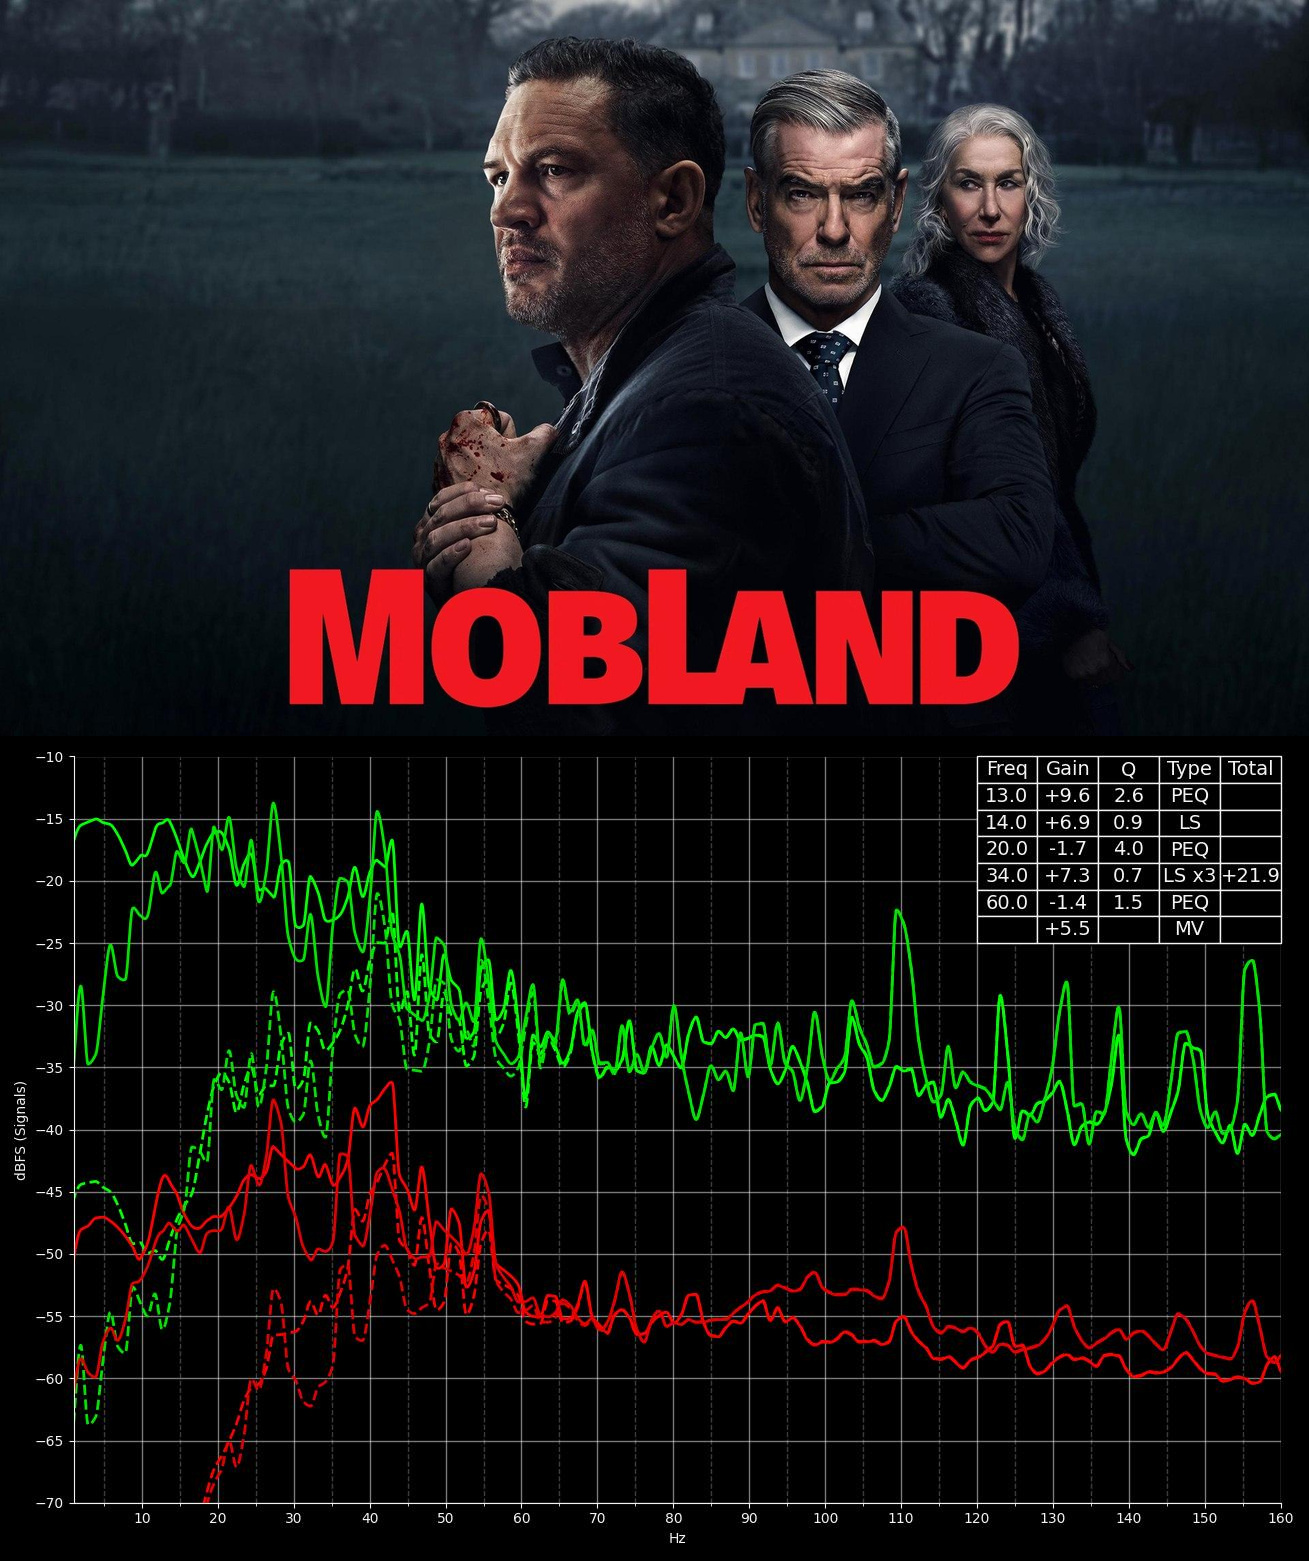 MOBLAND
Freq Gain Q Type Total
13.0 +9.6 2.6 PEQ
14.0 +6.9 0.9 LS
20.0 -1.7 4.0 PEQ
34.0 +7.3 0.7 LS x3 +21.9
60.0 -1.4 1.5 PEQ
+5.5 MV
−10
−15
−20
−25
−30
−35
−40
−45
−50
−55
−60
−65
−70
dBFS (Signals)
10 20 30 40 50 60 70 80 90 100 110 120 130 140 150 160
Hz